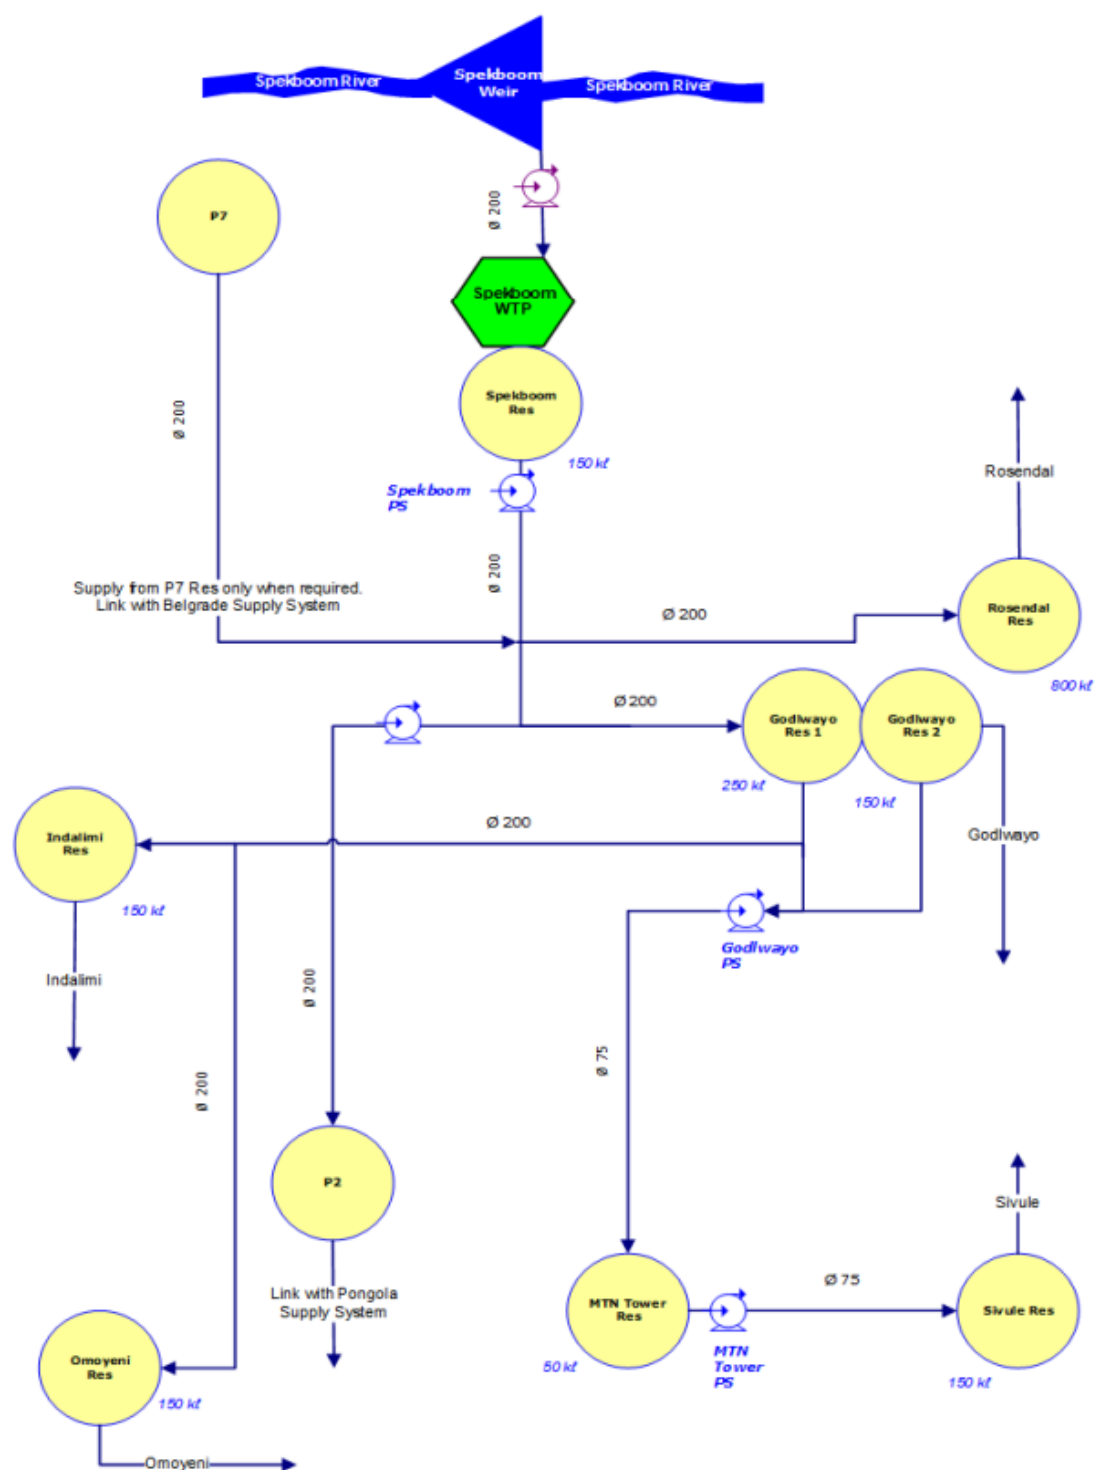 Spekboom River
Spekboom
Weir
Spekboom River
P7
Ø 200
Spekboom
WTP
Spekboom
Res
150 kℓ
Ø 200
Spekboom
PS
Rosendal
Ø 200
Supply from P7 Res only when required.
Link with Belgrade Supply System
Ø 200
Rosendal
Res
800 kℓ
Ø 200
Godlwayo
Res 1
Godlwayo
Res 2
250 kℓ
150 kℓ
Indalimi
Res
Ø 200
Godlwayo
150 kℓ
Godlwayo
PS
Indalimi
Ø 200
Ø 75
Ø 200
P2
Sivule
Link with Pongola
Supply System
Ø 75
MTN Tower
Res
Sivule Res
50 kℓ
MTN
Tower
PS
150 kℓ
Omoyeni
Res
150 kℓ
Omoyeni